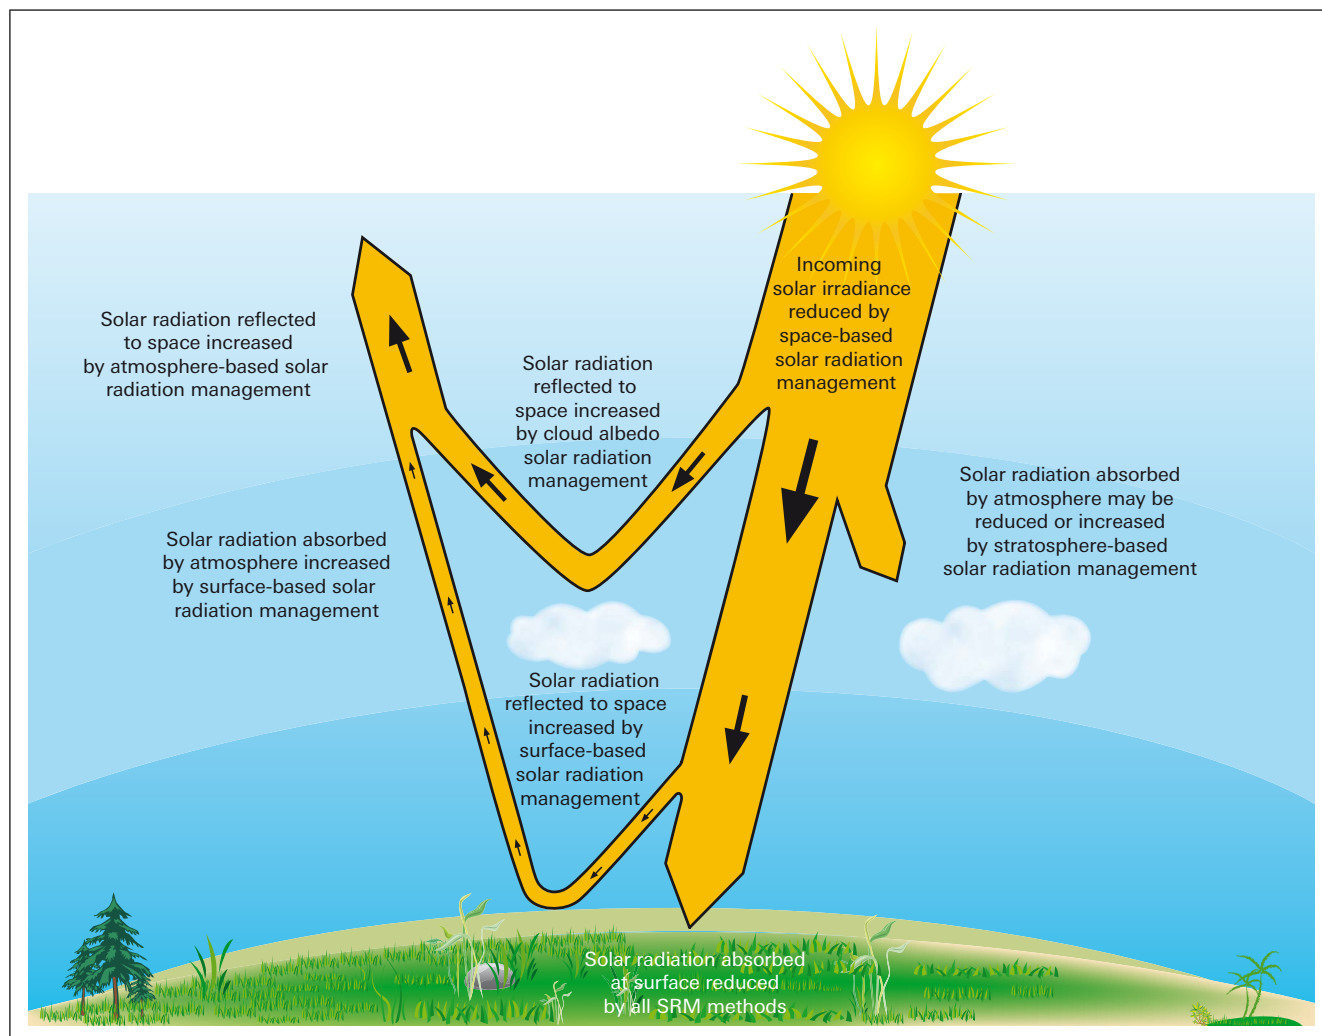 Incoming
solar irradiance
reduced by
space-based
solar radiation
management
Solar radiation reflected
to space increased
by atmosphere-based solar
radiation management
Solar radiation
reflected to
space increased
by cloud albedo
solar radiation
management
Solar radiation absorbed
by atmosphere may be
reduced or increased
by stratosphere-based
solar radiation management
Solar radiation absorbed
by atmosphere increased
by surface-based solar
radiation management
Solar radiation
reflected to space
increased by
surface-based
solar radiation
management
Solar radiation absorbed
at surface reduced
by all SRM methods